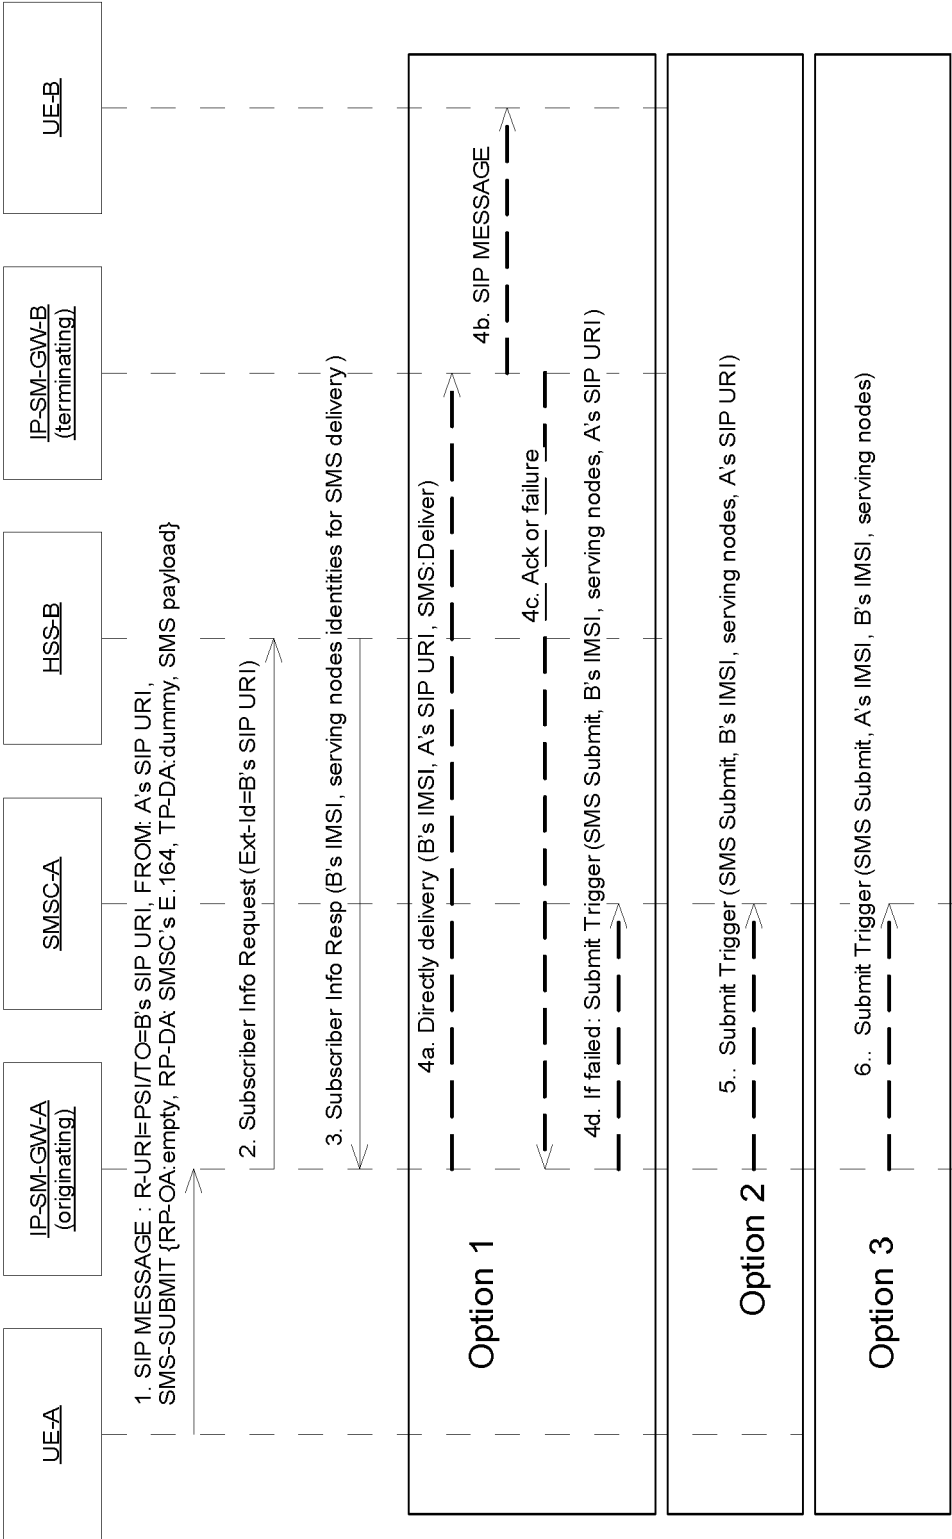 UE-A
IP-SM-GW-A
(originating)
SMSC-A
HSS-B
IP-SM-GW-B
(terminating)
UE-B
1. SIP MESSAGE : R-URI=PSI/TO=B's SIP URI, FROM: A's SIP URI,
SMS-SUBMIT {RP-OA:empty, RP-DA: SMSC's E.164, TP-DA:dummy, SMS payload}
2. Subscriber Info Request (Ext-Id=B's SIP URI)
3. Subscriber Info Resp (B's IMSI, serving nodes identities for SMS delivery )
4a. Directly delivery (B's IMSI, A's SIP URI, SMS:Deliver)
Option 1
4b. SIP MESSAGE
4c. Ack or failure
4d. If failed : Submit Trigger (SMS Submit, B's IMSI, serving nodes, A's SIP URI )
5.. Submit Trigger (SMS Submit, B's IMSI, serving nodes, A's SIP URI)
Option 2
6.. Submit Trigger (SMS Submit, A's IMSI, B's IMSI, serving nodes)
Option 3